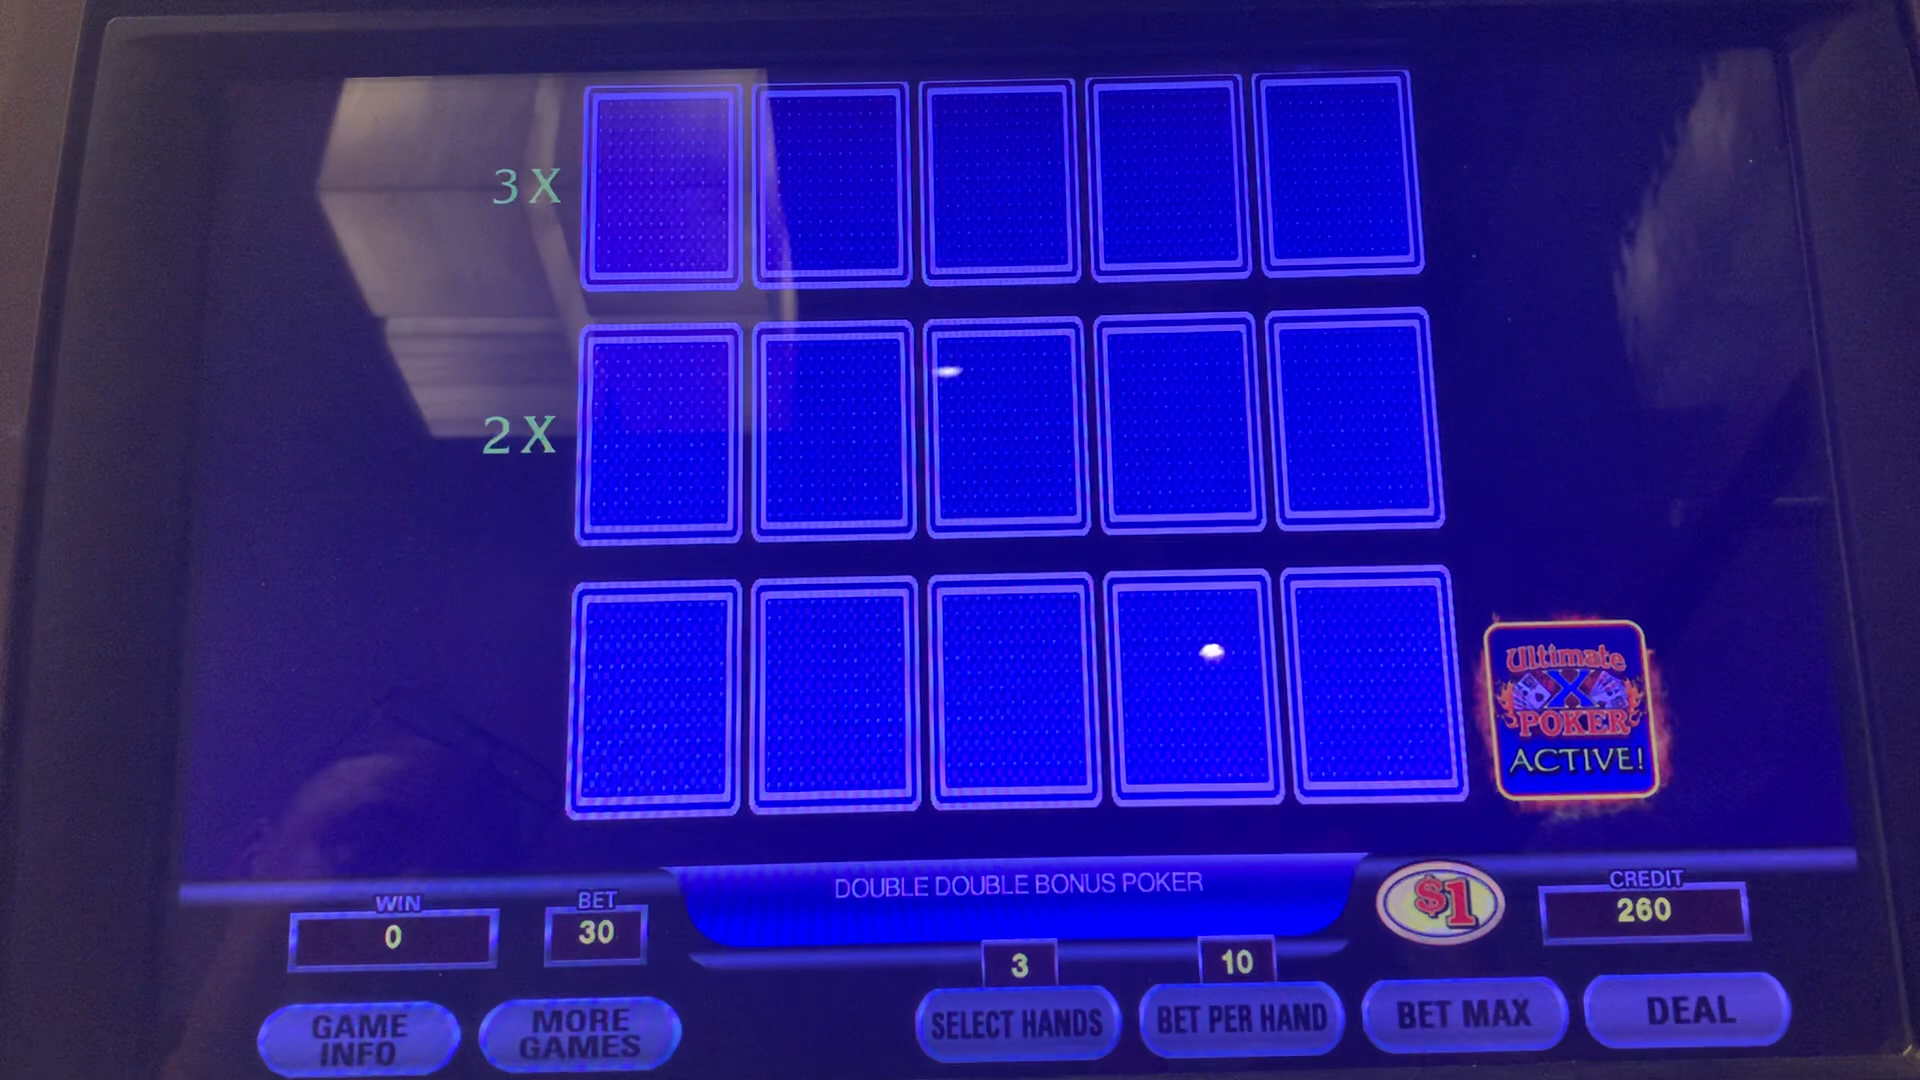 3X
2X
Ultimate
X
POKER
ACTIVE!
DOUBLE DOUBLE BONUS POKER
WIN
0
BET
30
$1
CREDIT
260
3
10
GAME
INFO
MORE
GAMES
SELECT HANDS
BET PER HAND
BET MAX
DEAL